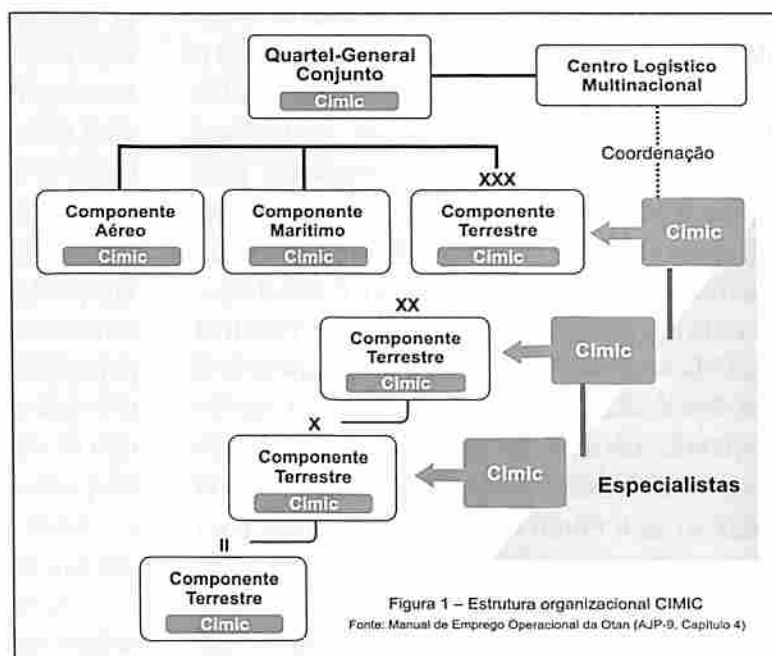 Quartel-General
Conjunto
Cimic
Centro Logístico
Multinacional
Coordenação
XXX
Componente
Aéreo
Cimic
Componente
Marítimo
Cimic
Componente
Terrestre
Cimic
Cimic
XX
Componente
Terrestre
Cimic
Cimic
X
Componente
Terrestre
Cimic
Cimic
Especialistas
II
Componente
Terrestre
Cimic
Figura 1 – Estrutura organizacional CIMIC
Fonte: Manual de Emprego Operacional da Otan (AJP-9, Capítulo 4)